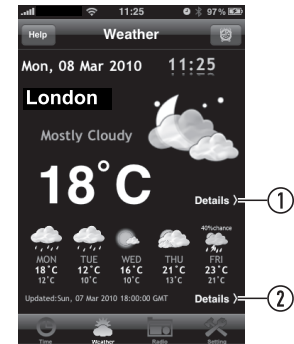 11:25 97%
Help Weather
Mon, 08 Mar 2010 11:25
London
Mostly Cloudy
18°C
Details 1
40%chance
MON TUE WED THU FRI
18°C 12°C 16°C 21°C 23°C
12°C 10°C 10°C 13°C 21°C
Updated:Sun, 07 Mar 2010 18:00:00 GMT Details 2
Time Weather Radio Setting